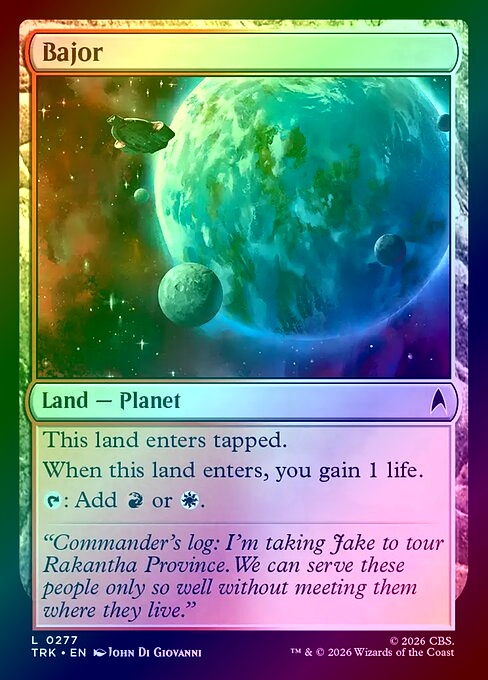 Bajor
Land — Planet
This land enters tapped.
When this land enters, you gain 1 life.
: Add or .
“Commander’s log: I’m taking Jake to tour
Rakantha Province. We can serve these
people only so well without meeting them
where they live.”
L 0277
TRK • EN John Di Giovanni
© 2026 CBS.
™ & © 2026 Wizards of the Coast